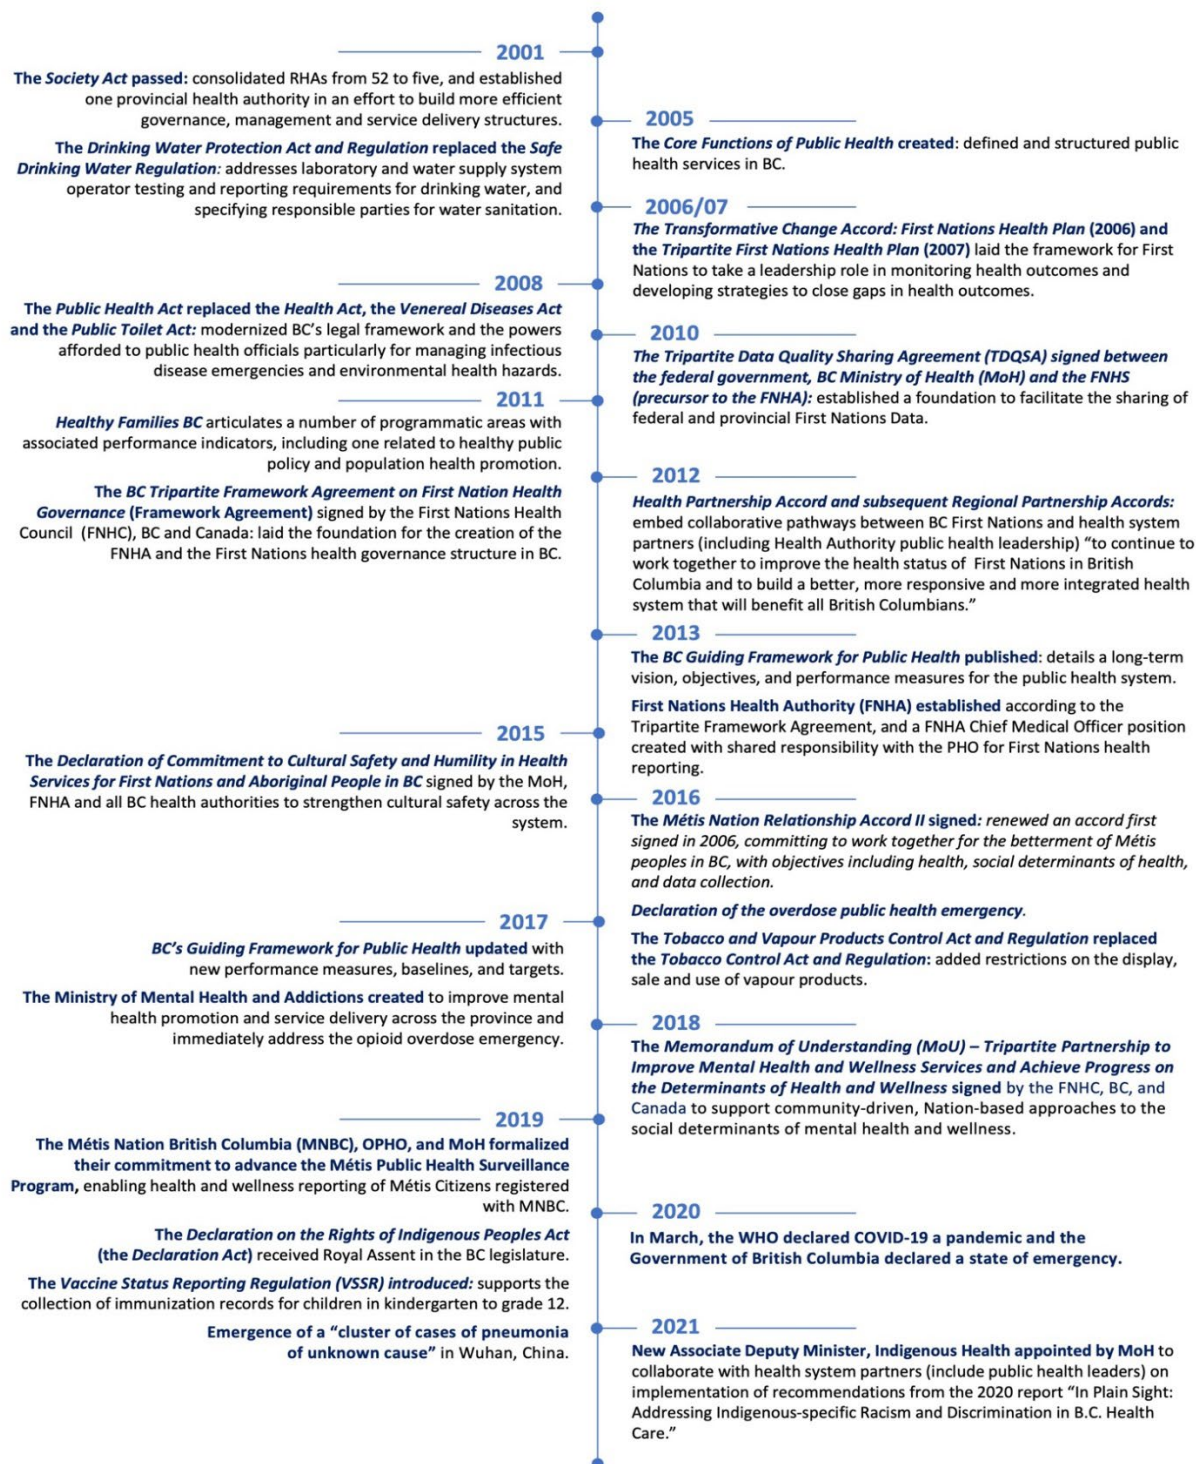 2001
The Society Act passed: consolidated RHAs from 52 to five, and established
one provincial health authority in an effort to build more efficient
governance, management and service delivery structures.
The Drinking Water Protection Act and Regulation replaced the Safe
Drinking Water Regulation: addresses laboratory and water supply system
operator testing and reporting requirements for drinking water, and
specifying responsible parties for water sanitation.
2005
The Core Functions of Public Health created: defined and structured public
health services in BC.
2006/07
The Transformative Change Accord: First Nations Health Plan (2006) and
the Tripartite First Nations Health Plan (2007) laid the framework for First
Nations to take a leadership role in monitoring health outcomes and
developing strategies to close gaps in health outcomes.
2008
The Public Health Act replaced the Health Act, the Venereal Diseases Act
and the Public Toilet Act: modernized BC's legal framework and the powers
afforded to public health officials particularly for managing infectious
disease emergencies and environmental health hazards.
2010
The Tripartite Data Quality Sharing Agreement (TDQSA) signed between
the federal government, BC Ministry of Health (MoH) and the FNHS
(precursor to the FNHA): established a foundation to facilitate the sharing of
federal and provincial First Nations Data.
2011
Healthy Families BC articulates a number of programmatic areas with
associated performance indicators, including one related to healthy public
policy and population health promotion.
The BC Tripartite Framework Agreement on First Nation Health
Governance (Framework Agreement) signed by the First Nations Health
Council (FNHC), BC and Canada: laid the foundation for the creation of the
FNHA and the First Nations health governance structure in BC.
2012
Health Partnership Accord and subsequent Regional Partnership Accords:
embed collaborative pathways between BC First Nations and health system
partners (including Health Authority public health leadership) “to continue to
work together to improve the health status of First Nations in British
Columbia and to build a better, more responsive and more integrated health
system that will benefit all British Columbians.”
2013
The BC Guiding Framework for Public Health published: details a long-term
vision, objectives, and performance measures for the public health system.
First Nations Health Authority (FNHA) established according to the
Tripartite Framework Agreement, and a FNHA Chief Medical Officer position
created with shared responsibility with the PHO for First Nations health
reporting.
2015
The Declaration of Commitment to Cultural Safety and Humility in Health
Services for First Nations and Aboriginal People in BC signed by the MoH,
FNHA and all BC health authorities to strengthen cultural safety across the
system.
2016
The Métis Nation Relationship Accord II signed: renewed an accord first
signed in 2006, committing to work together for the betterment of Métis
peoples in BC, with objectives including health, social determinants of health,
and data collection.
Declaration of the overdose public health emergency.
The Tobacco and Vapour Products Control Act and Regulation replaced
the Tobacco Control Act and Regulation: added restrictions on the display,
sale and use of vapour products.
2017
BC's Guiding Framework for Public Health updated with
new performance measures, baselines, and targets.
The Ministry of Mental Health and Addictions created to improve mental
health promotion and service delivery across the province and
immediately address the opioid overdose emergency.
2018
The Memorandum of Understanding (MoU) – Tripartite Partnership to
Improve Mental Health and Wellness Services and Achieve Progress on
the Determinants of Health and Wellness signed by the FNHC, BC, and
Canada to support community-driven, Nation-based approaches to the
social determinants of mental health and wellness.
2019
The Métis Nation British Columbia (MNBC), OPHO, and MoH formalized
their commitment to advance the Métis Public Health Surveillance
Program, enabling health and wellness reporting of Métis Citizens registered
with MNBC.
The Declaration on the Rights of Indigenous Peoples Act
(the Declaration Act) received Royal Assent in the BC legislature.
The Vaccine Status Reporting Regulation (VSSR) introduced: supports the
collection of immunization records for children in kindergarten to grade 12.
Emergence of a “cluster of cases of pneumonia
of unknown cause” in Wuhan, China.
2020
In March, the WHO declared COVID-19 a pandemic and the
Government of British Columbia declared a state of emergency.
2021
New Associate Deputy Minister, Indigenous Health appointed by MoH to
collaborate with health system partners (include public health leaders) on
implementation of recommendations from the 2020 report “In Plain Sight:
Addressing Indigenous-specific Racism and Discrimination in B.C. Health
Care.”